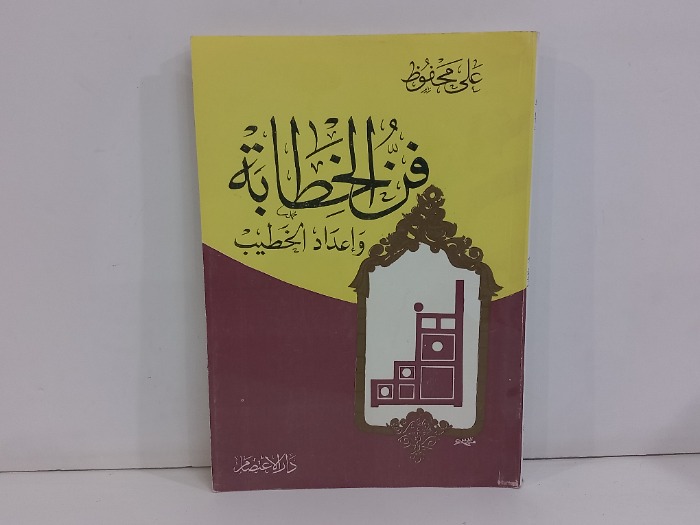 علي محفوظ
فنّ الخطابة
وإعداد الخطيب
دار الاعتصام